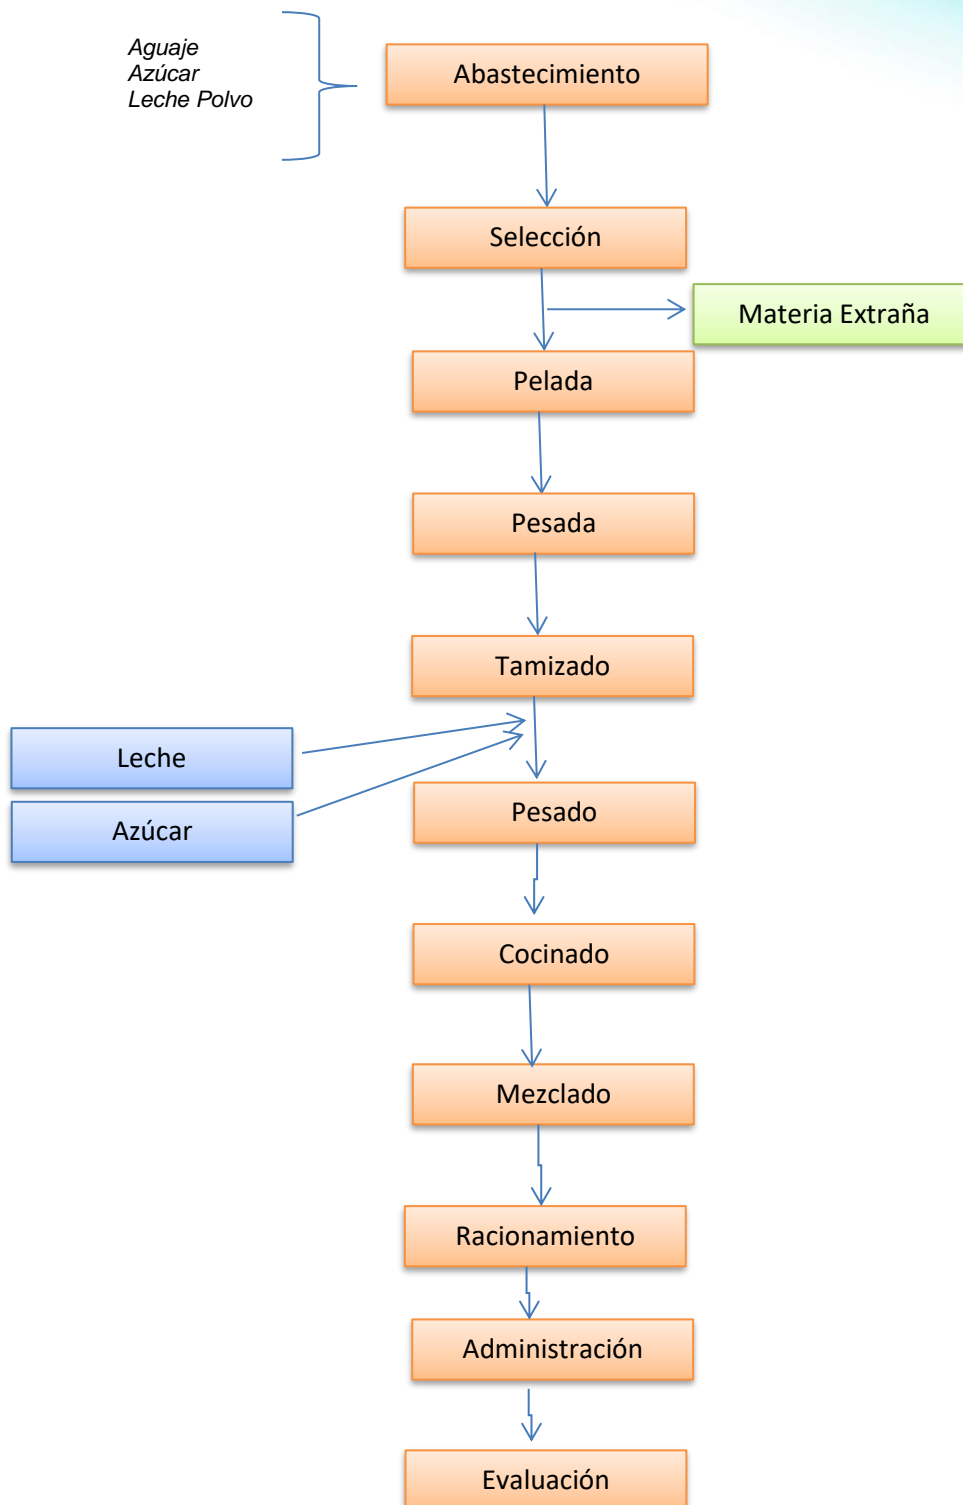 Aguaje
Azúcar
Leche Polvo
Abastecimiento
Selección
Materia Extraña
Pelada
Pesada
Tamizado
Leche
Azúcar
Pesado
Cocinado
Mezclado
Racionamiento
Administración
Evaluación